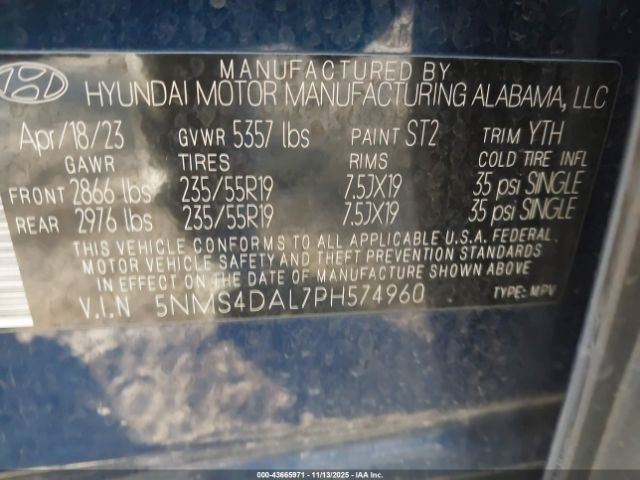 MANUFACTURED BY
HYUNDAI MOTOR MANUFACTURING ALABAMA, LLC
Apr/18/23 GVWR 5357 lbs PAINT ST2 TRIM YTH
GAWR TIRES RIMS COLD TIRE INFL
FRONT 2866 lbs 235/55R19 7.5JX19 35 psi SINGLE
REAR 2976 lbs 235/55R19 7.5JX19 35 psi SINGLE
THIS VEHICLE CONFORMS TO ALL APPLICABLE U.S.A. FEDERAL
MOTOR VEHICLE SAFETY AND THEFT PREVENTION STANDARDS
IN EFFECT ON THE DATE OF MANUFACTURE SHOWN ABOVE
V.I.N 5NMS4DAL7PH574960 TYPE: MPV
000-43665971 - 11/13/2025 - IAAI.com